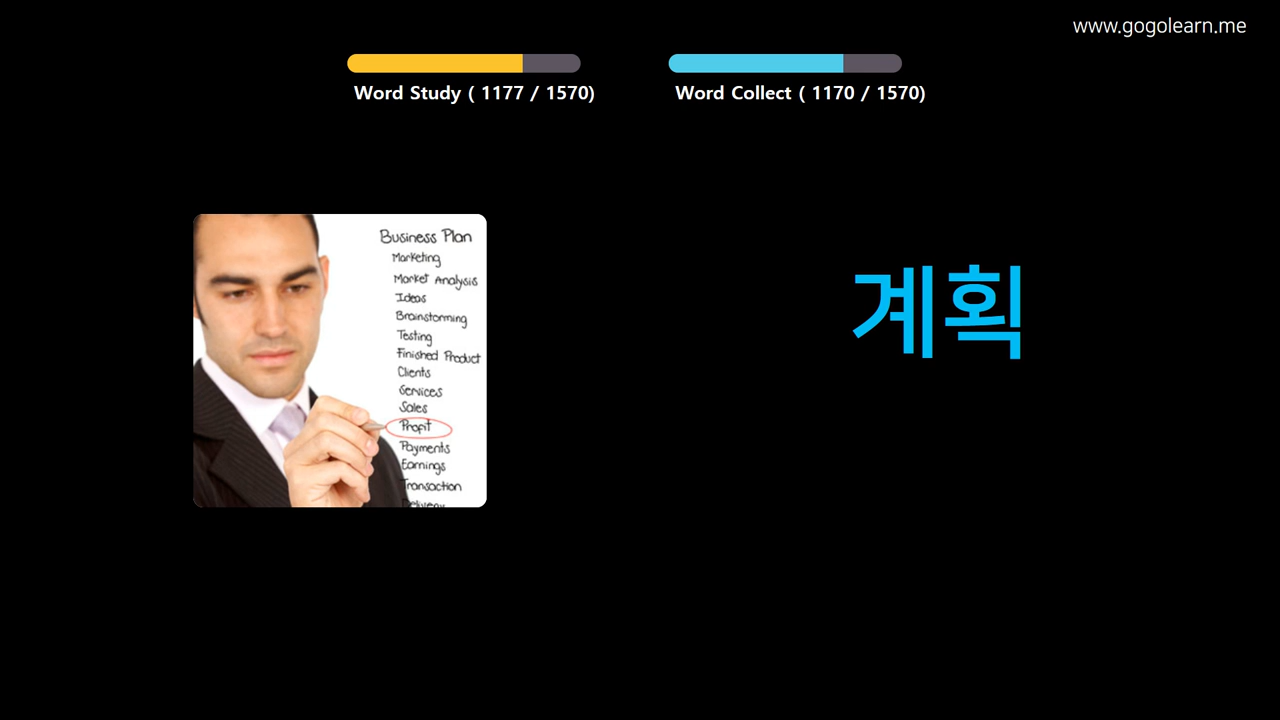 www.gogolearn.me
Word Study ( 1177 / 1570)
Word Collect ( 1170 / 1570)
계획
Business Plan
Marketing
Market Analysis
Ideas
Brainstorming
Testing
Finished Product
Clients
Services
Sales
Profit
Payments
Earnings
Transaction
Delivery